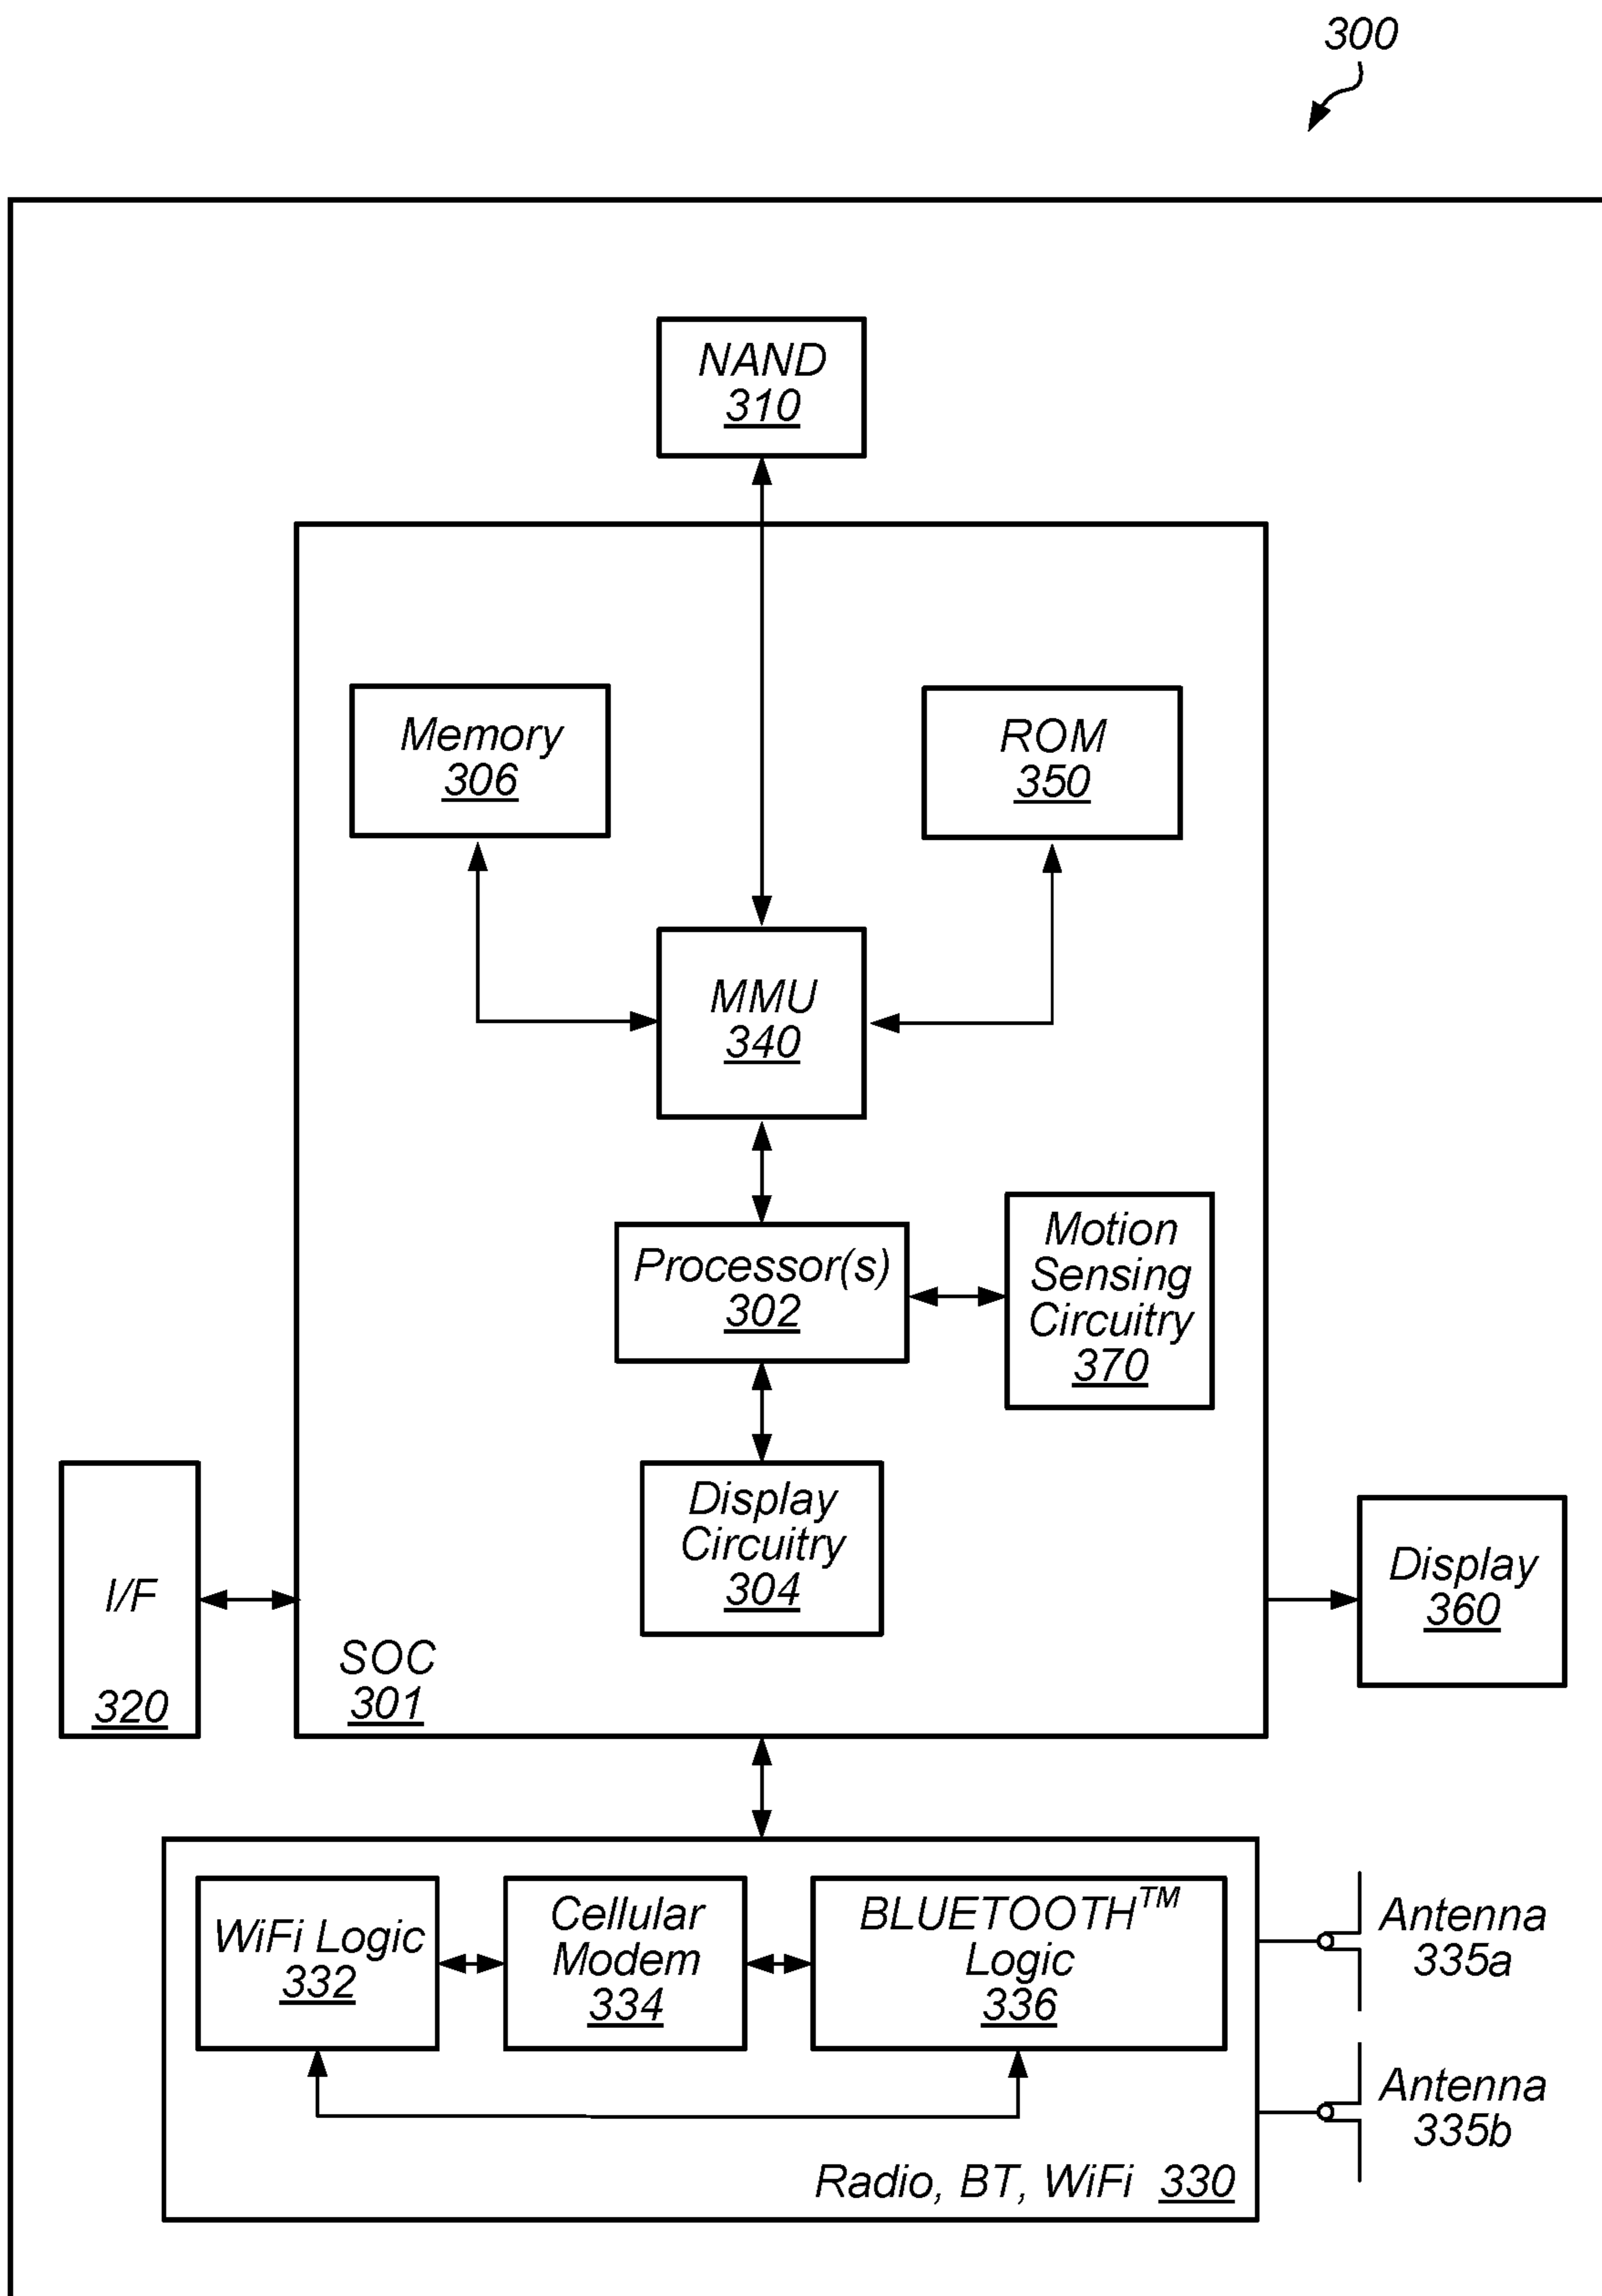 300
NAND
310
Memory
306
ROM
350
MMU
340
Processor(s)
302
Motion
Sensing
Circuitry
370
Display
Circuitry
304
I/F
320
SOC
301
Display
360
WiFi Logic
332
Cellular
Modem
334
BLUETOOTH™
Logic
336
Antenna
335a
Antenna
335b
Radio, BT, WiFi 330